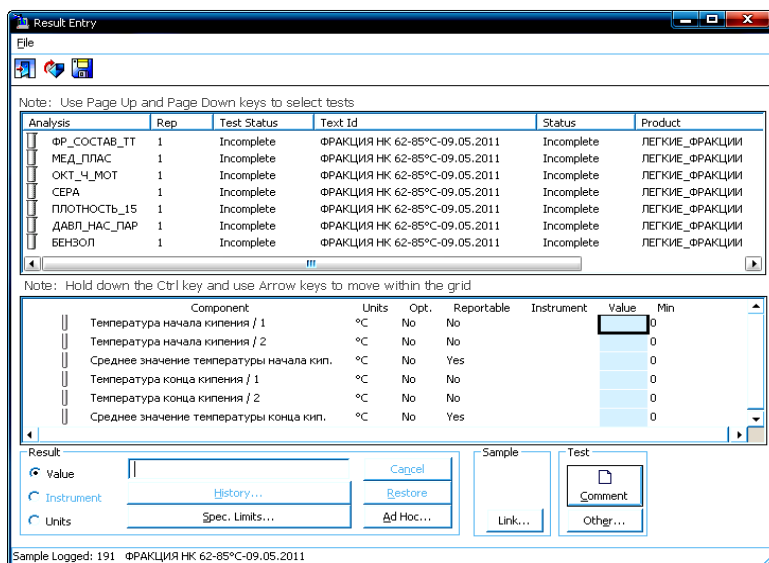 Result Entry
File
Note: Use Page Up and Page Down keys to select tests
Analysis Rep Test Status Text Id Status Product
ФР_СОСТАВ_ТТ 1 Incomplete ФРАКЦИЯ НК 62-85°С-09.05.2011 Incomplete ЛЕГКИЕ_ФРАКЦИИ
МЕД_ПЛАС 1 Incomplete ФРАКЦИЯ НК 62-85°С-09.05.2011 Incomplete ЛЕГКИЕ_ФРАКЦИИ
ОКТ_Ч_МОТ 1 Incomplete ФРАКЦИЯ НК 62-85°С-09.05.2011 Incomplete ЛЕГКИЕ_ФРАКЦИИ
СЕРА 1 Incomplete ФРАКЦИЯ НК 62-85°С-09.05.2011 Incomplete ЛЕГКИЕ_ФРАКЦИИ
ПЛОТНОСТЬ_15 1 Incomplete ФРАКЦИЯ НК 62-85°С-09.05.2011 Incomplete ЛЕГКИЕ_ФРАКЦИИ
ДАВЛ_НАС_ПАР 1 Incomplete ФРАКЦИЯ НК 62-85°С-09.05.2011 Incomplete ЛЕГКИЕ_ФРАКЦИИ
БЕНЗОЛ 1 Incomplete ФРАКЦИЯ НК 62-85°С-09.05.2011 Incomplete ЛЕГКИЕ_ФРАКЦИИ
Note: Hold down the Ctrl key and use Arrow keys to move within the grid
Component Units Opt. Reportable Instrument Value Min
Температура начала кипения / 1 °С No No 0
Температура начала кипения / 2 °С No No 0
Среднее значение температуры начала кип. °С No Yes 0
Температура конца кипения / 1 °С No No 0
Температура конца кипения / 2 °С No No 0
Среднее значение температуры конца кип. °С No Yes 0
Result Sample Test
Value Cancel
Instrument History... Restore Comment
Units Spec. Limits... Ad Hoc... Link... Other...
Sample Logged: 191 ФРАКЦИЯ НК 62-85°С-09.05.2011